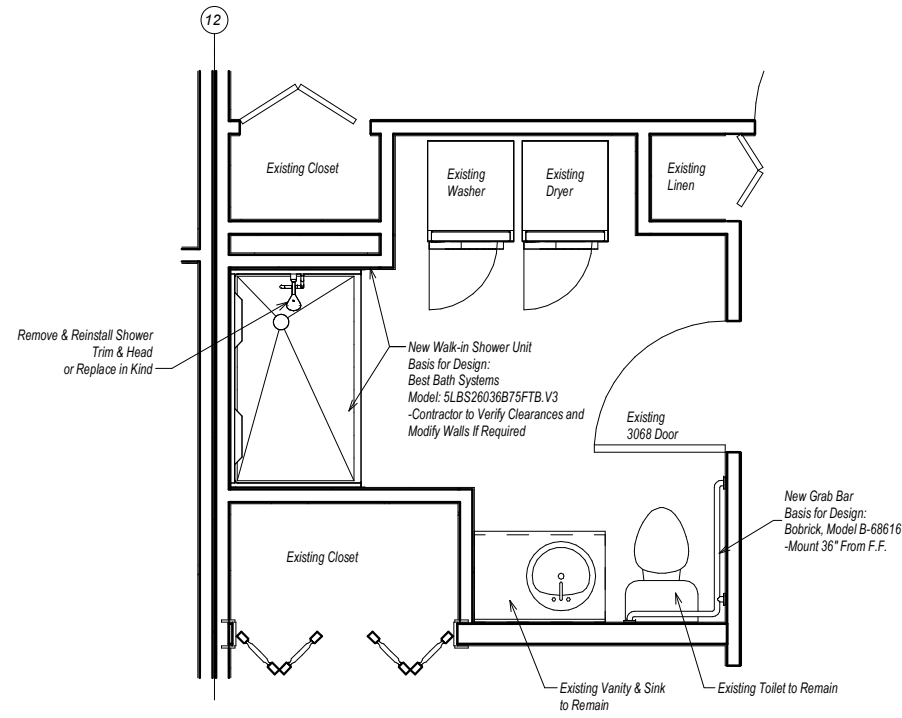 12
Existing Closet
Existing
Washer
Existing
Dryer
Existing
Linen
Remove & Reinstall Shower
Trim & Head
or Replace in Kind
New Walk-in Shower Unit
Basis for Design:
Best Bath Systems
Model: 5LBS26036B75FTB.V3
-Contractor to Verify Clearances and
Modify Walls If Required
Existing
3068 Door
New Grab Bar
Basis for Design:
Bobrick, Model B-68616
-Mount 36" From F.F.
Existing Closet
Existing Vanity & Sink
to Remain
Existing Toilet to Remain